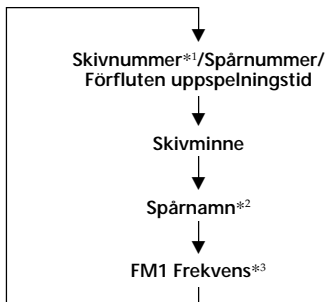 Skivnummer*1/Spårnummer/
Förfluten uppspelningstid
Skivminne
Spårnamn*2
FM1 Frekvens*3